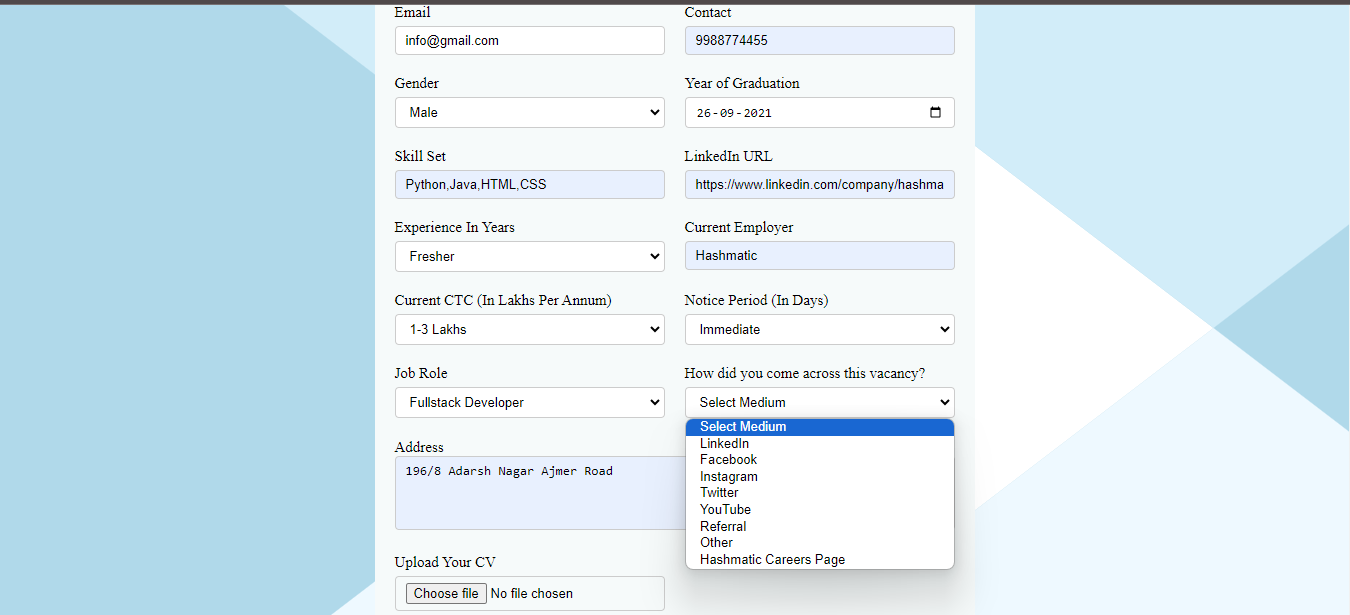 Email Contact
info@gmail.com 9988774455
Gender Year of Graduation
Male 26-09-2021
Skill Set LinkedIn URL
Python,Java,HTML,CSS https://www.linkedin.com/company/hashma
Experience In Years Current Employer
Fresher Hashmatic
Current CTC (In Lakhs Per Annum) Notice Period (In Days)
1-3 Lakhs Immediate
Job Role How did you come across this vacancy?
Fullstack Developer Select Medium
Select Medium
LinkedIn
Facebook
Instagram
Twitter
YouTube
Referral
Other
Hashmatic Careers Page
Address
196/8 Adarsh Nagar Ajmer Road
Upload Your CV
Choose file No file chosen